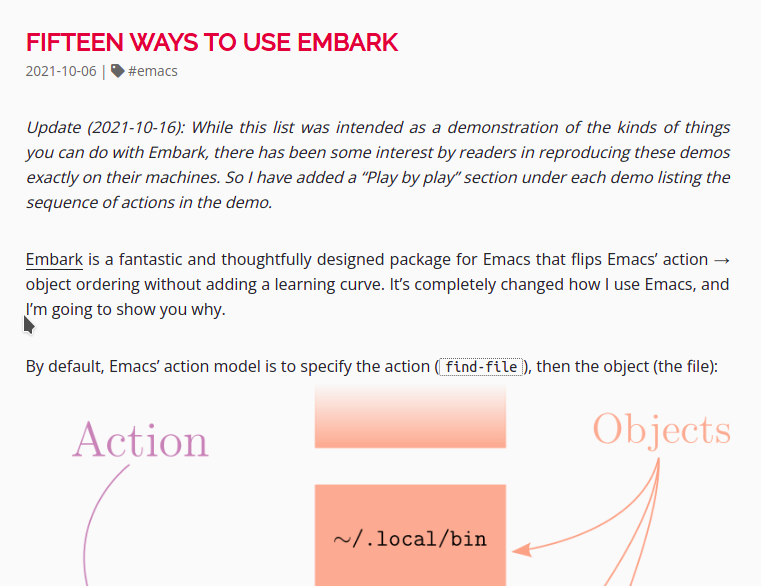 FIFTEEN WAYS TO USE EMBARK
2021-10-06 | #emacs
Update (2021-10-16): While this list was intended as a demonstration of the kinds of things
you can do with Embark, there has been some interest by readers in reproducing these demos
exactly on their machines. So I have added a “Play by play” section under each demo listing the
sequence of actions in the demo.
Embark is a fantastic and thoughtfully designed package for Emacs that flips Emacs’ action →
object ordering without adding a learning curve. It’s completely changed how I use Emacs, and
I’m going to show you why.
By default, Emacs’ action model is to specify the action (find-file), then the object (the file):
Action
Objects
~/.local/bin